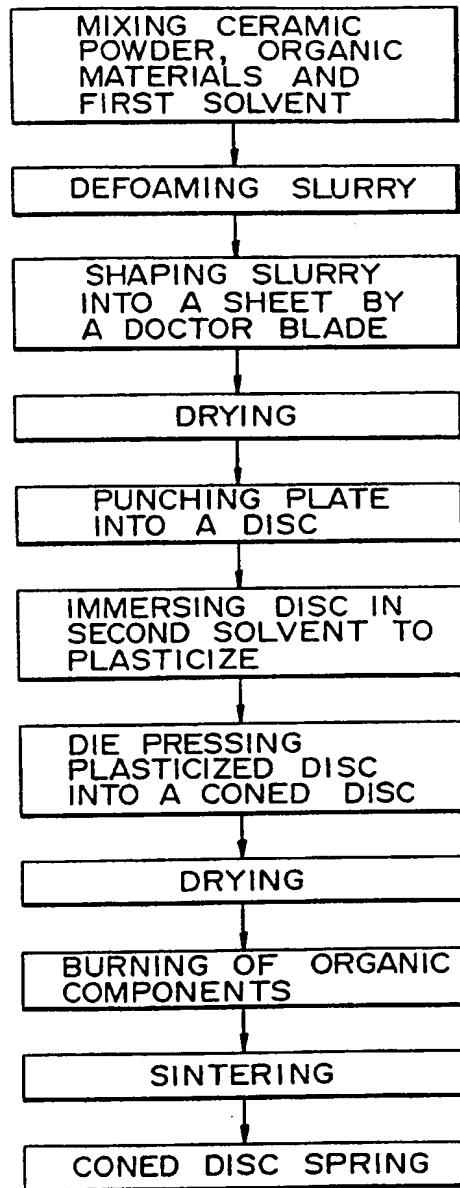 MIXING CERAMIC
POWDER, ORGANIC
MATERIALS AND
FIRST SOLVENT
DEFOAMING SLURRY
SHAPING SLURRY
INTO A SHEET BY
A DOCTOR BLADE
DRYING
PUNCHING PLATE
INTO A DISC
IMMERSING DISC IN
SECOND SOLVENT TO
PLASTICIZE
DIE PRESSING
PLASTICIZED DISC
INTO A CONED DISC
DRYING
BURNING OF ORGANIC
COMPONENTS
SINTERING
CONED DISC SPRING